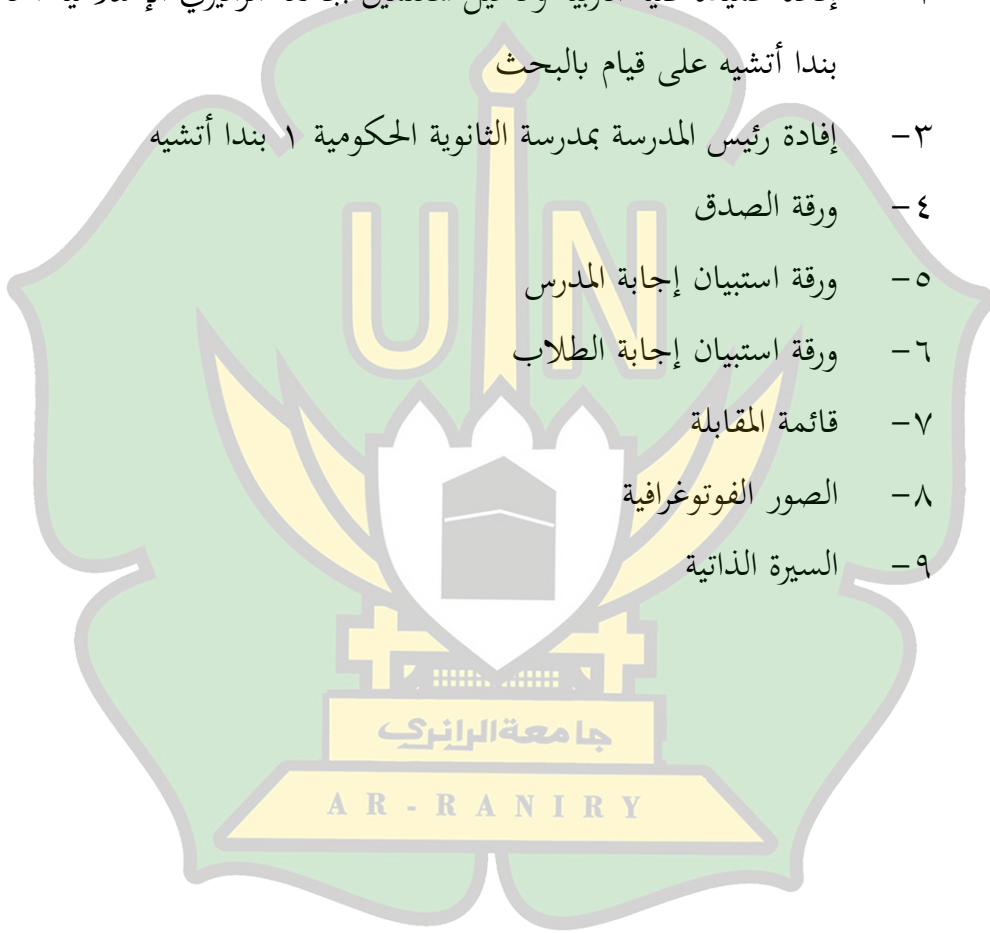 بندا أتشيه على قيام بالبحث
٣- إفادة رئيس المدرسة بمدرسة الثانوية الحكومية ١ بندا أتشيه
٤- ورقة الصدق
٥- ورقة استبيان إجابة المدرس
٦- ورقة استبيان إجابة الطلاب
٧- قائمة المقابلة
٨- الصور الفوتوغرافية
٩- السيرة الذاتية
UIN
جامعة الرانري
AR-RANIRY